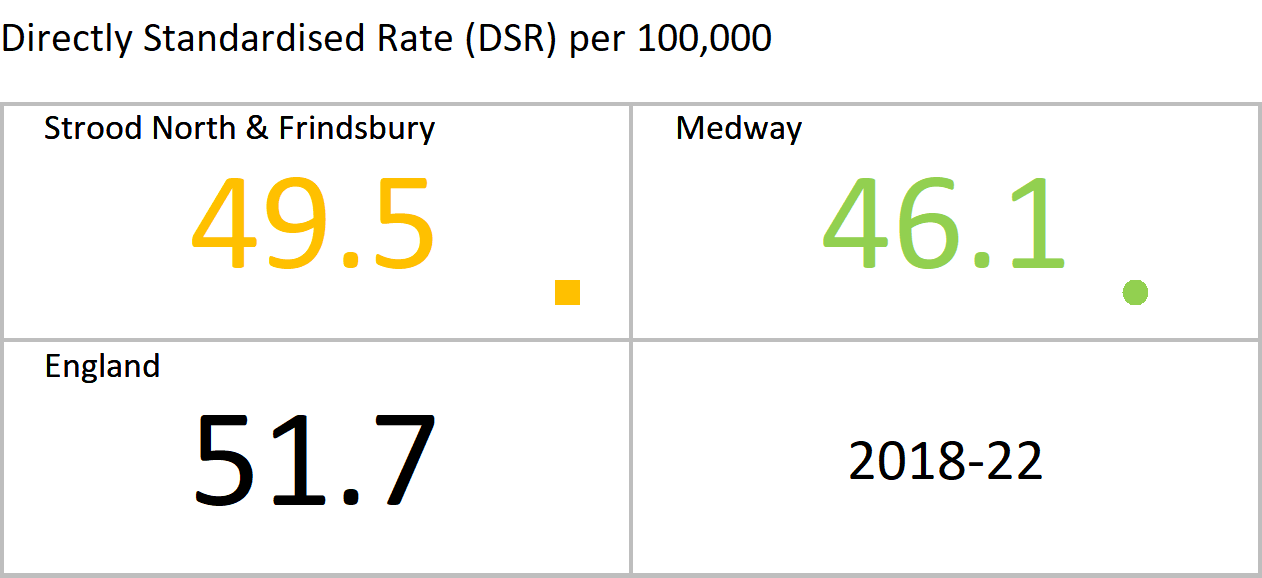 Directly Standardised Rate (DSR) per 100,000
Strood North & Frindsbury
49.5
Medway
46.1
England
51.7
2018-22